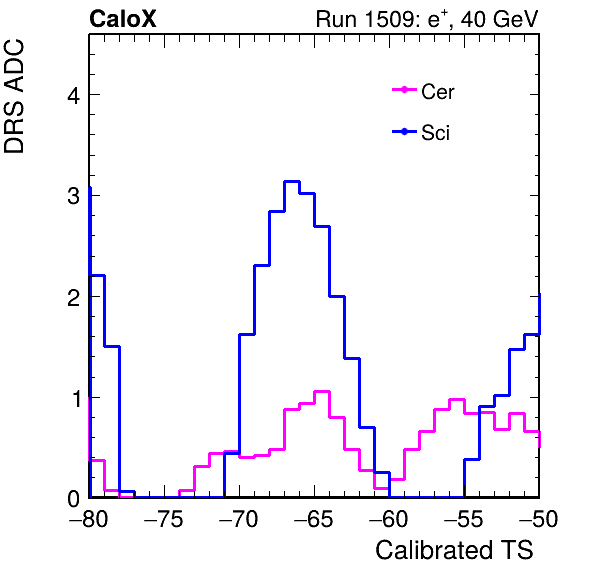 CaloX Run 1509: e⁺, 40 GeV
DRS ADC
Cer
Sci
4
3
2
1
0
−80 −75 −70 −65 −60 −55 −50
Calibrated TS